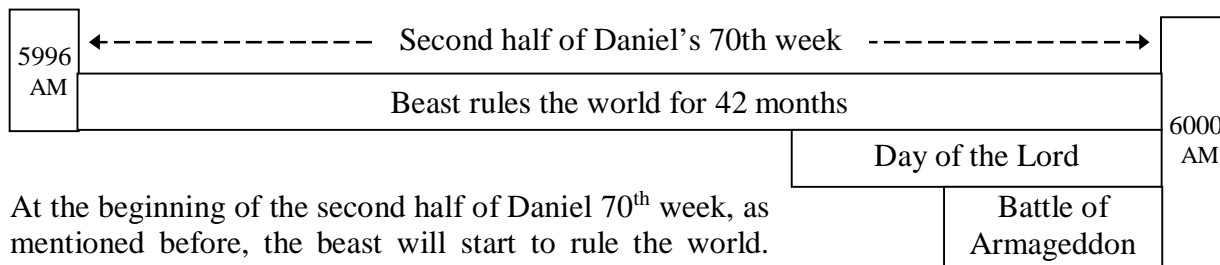 5996
AM
Second half of Daniel's 70th week
Beast rules the world for 42 months
6000
AM
Day of the Lord
Battle of
Armageddon
At the beginning of the second half of Daniel 70th week, as
mentioned before, the beast will start to rule the world.